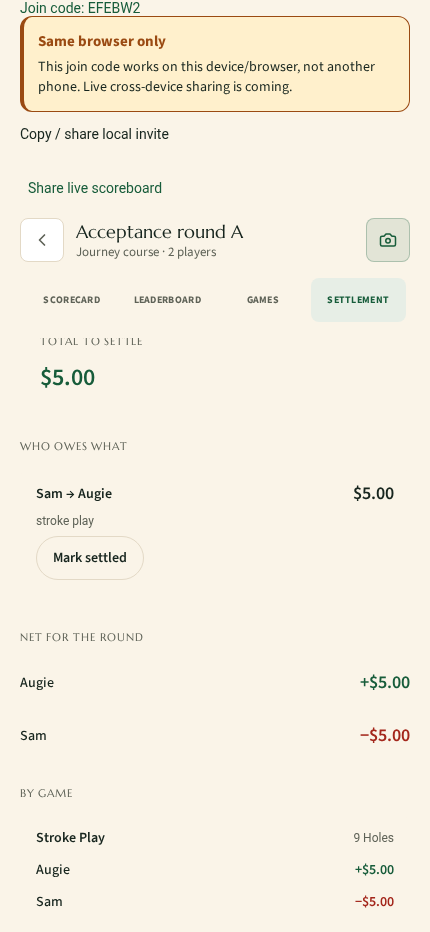 Join code: EFEBW2
Same browser only
This join code works on this device/browser, not another
phone. Live cross-device sharing is coming.
Copy / share local invite
Share live scoreboard
Acceptance round A
Journey course · 2 players
SCORECARD
LEADERBOARD
GAMES
SETTLEMENT
TOTAL TO SETTLE
$5.00
WHO OWES WHAT
Sam → Augie $5.00
stroke play
Mark settled
NET FOR THE ROUND
Augie +$5.00
Sam −$5.00
BY GAME
Stroke Play 9 Holes
Augie +$5.00
Sam −$5.00